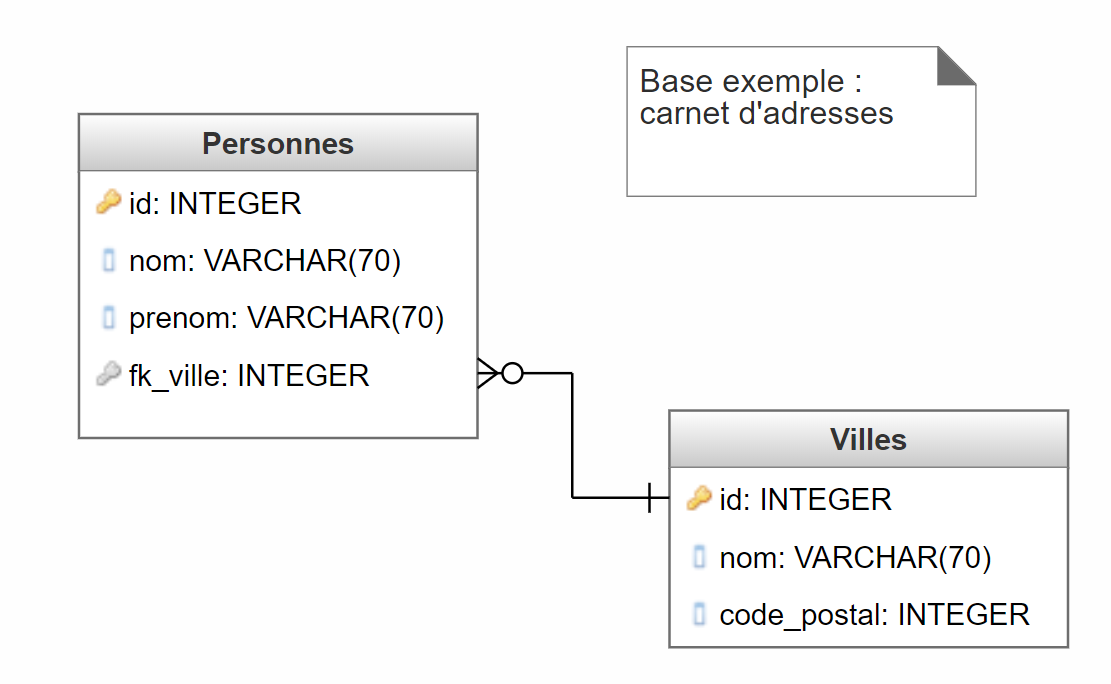 Base exemple :
carnet d'adresses
Personnes
id: INTEGER
nom: VARCHAR(70)
prenom: VARCHAR(70)
fk_ville: INTEGER
Villes
id: INTEGER
nom: VARCHAR(70)
code_postal: INTEGER